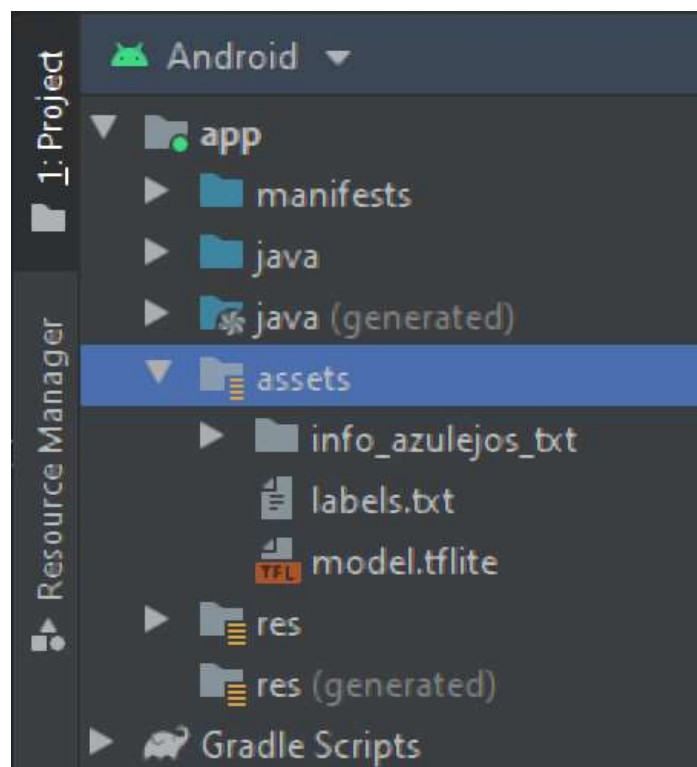 1: Project
Resource Manager
Android
app
manifests
java
java (generated)
assets
info_azulejos_txt
labels.txt
TFL
model.tflite
res
res (generated)
Gradle Scripts